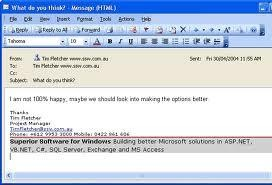 What do you think? - Message (HTML)
File Edit View Insert Format Tools Actions Help
Reply Reply to All Forward
Tahoma 10 A B I U
From: Tim Fletcher www.ssw.com.au Sent: Fri 30/04/2004 11:55 AM
To: Tim Fletcher www.ssw.com.au
Cc:
Subject: What do you think?
I am not 100% happy, maybe we should look into making the options better
Thanks
Tim Fletcher
Project Manager
TimFletcher@ssw.com.au
Phone: +612 9953 3000 Mobile: 0422 861 606
Superior Software for Windows Building better Microsoft solutions in ASP.NET,
VB.NET, C#, SQL Server, Exchange and MS Access